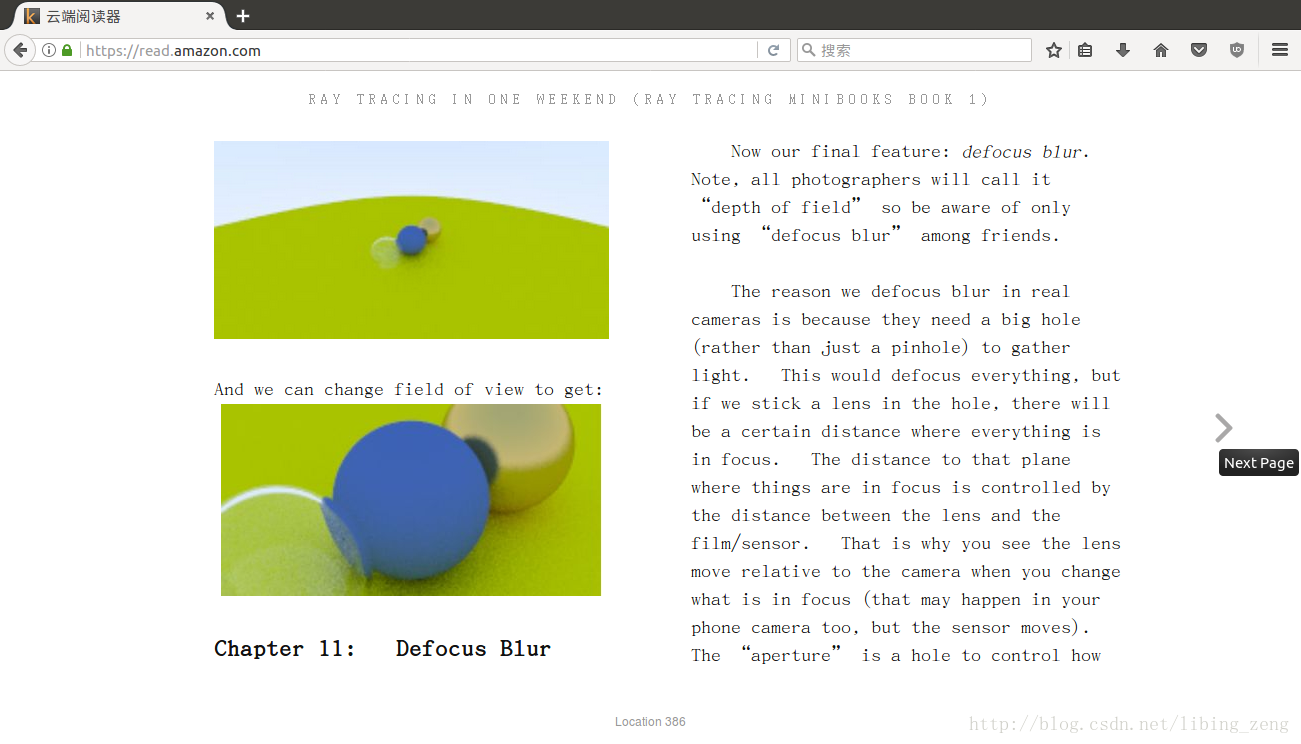 云端阅读器
https://read.amazon.com
搜索
RAY TRACING IN ONE WEEKEND (RAY TRACING MINIBOOKS BOOK 1)
And we can change field of view to get:
Chapter 11: Defocus Blur
Now our final feature: defocus blur.
Note, all photographers will call it
“depth of field” so be aware of only
using “defocus blur” among friends.
The reason we defocus blur in real
cameras is because they need a big hole
(rather than just a pinhole) to gather
light. This would defocus everything, but
if we stick a lens in the hole, there will
be a certain distance where everything is
in focus. The distance to that plane
where things are in focus is controlled by
the distance between the lens and the
film/sensor. That is why you see the lens
move relative to the camera when you change
what is in focus (that may happen in your
phone camera too, but the sensor moves).
The “aperture” is a hole to control how
Next Page
Location 386
http://blog.csdn.net/libing_zeng